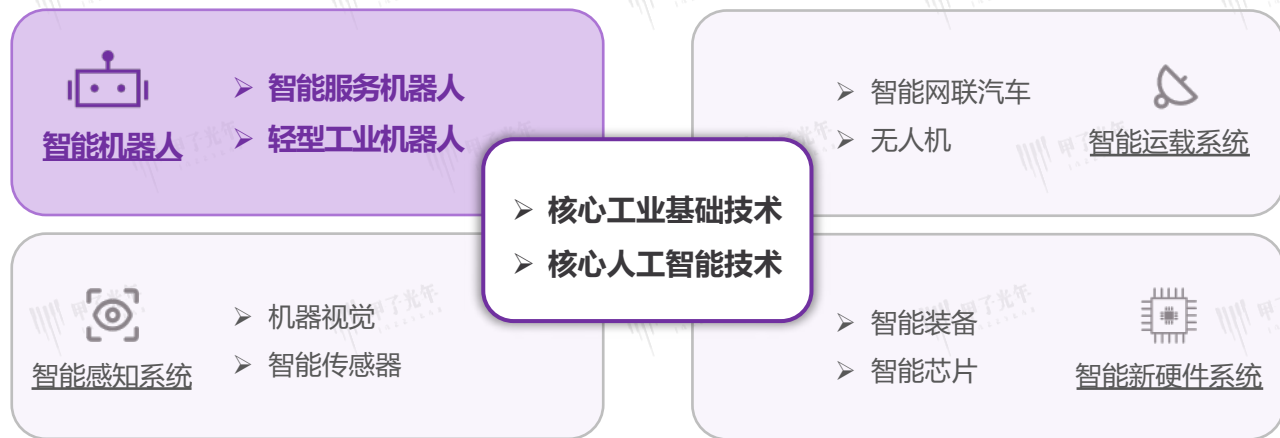 智能机器人
➢ 智能服务机器人
➢ 轻型工业机器人
➢ 智能网联汽车
➢ 无人机
智能运载系统
➢ 核心工业基础技术
➢ 核心人工智能技术
智能感知系统
➢ 机器视觉
➢ 智能传感器
➢ 智能装备
➢ 智能芯片
智能新硬件系统
甲子光年